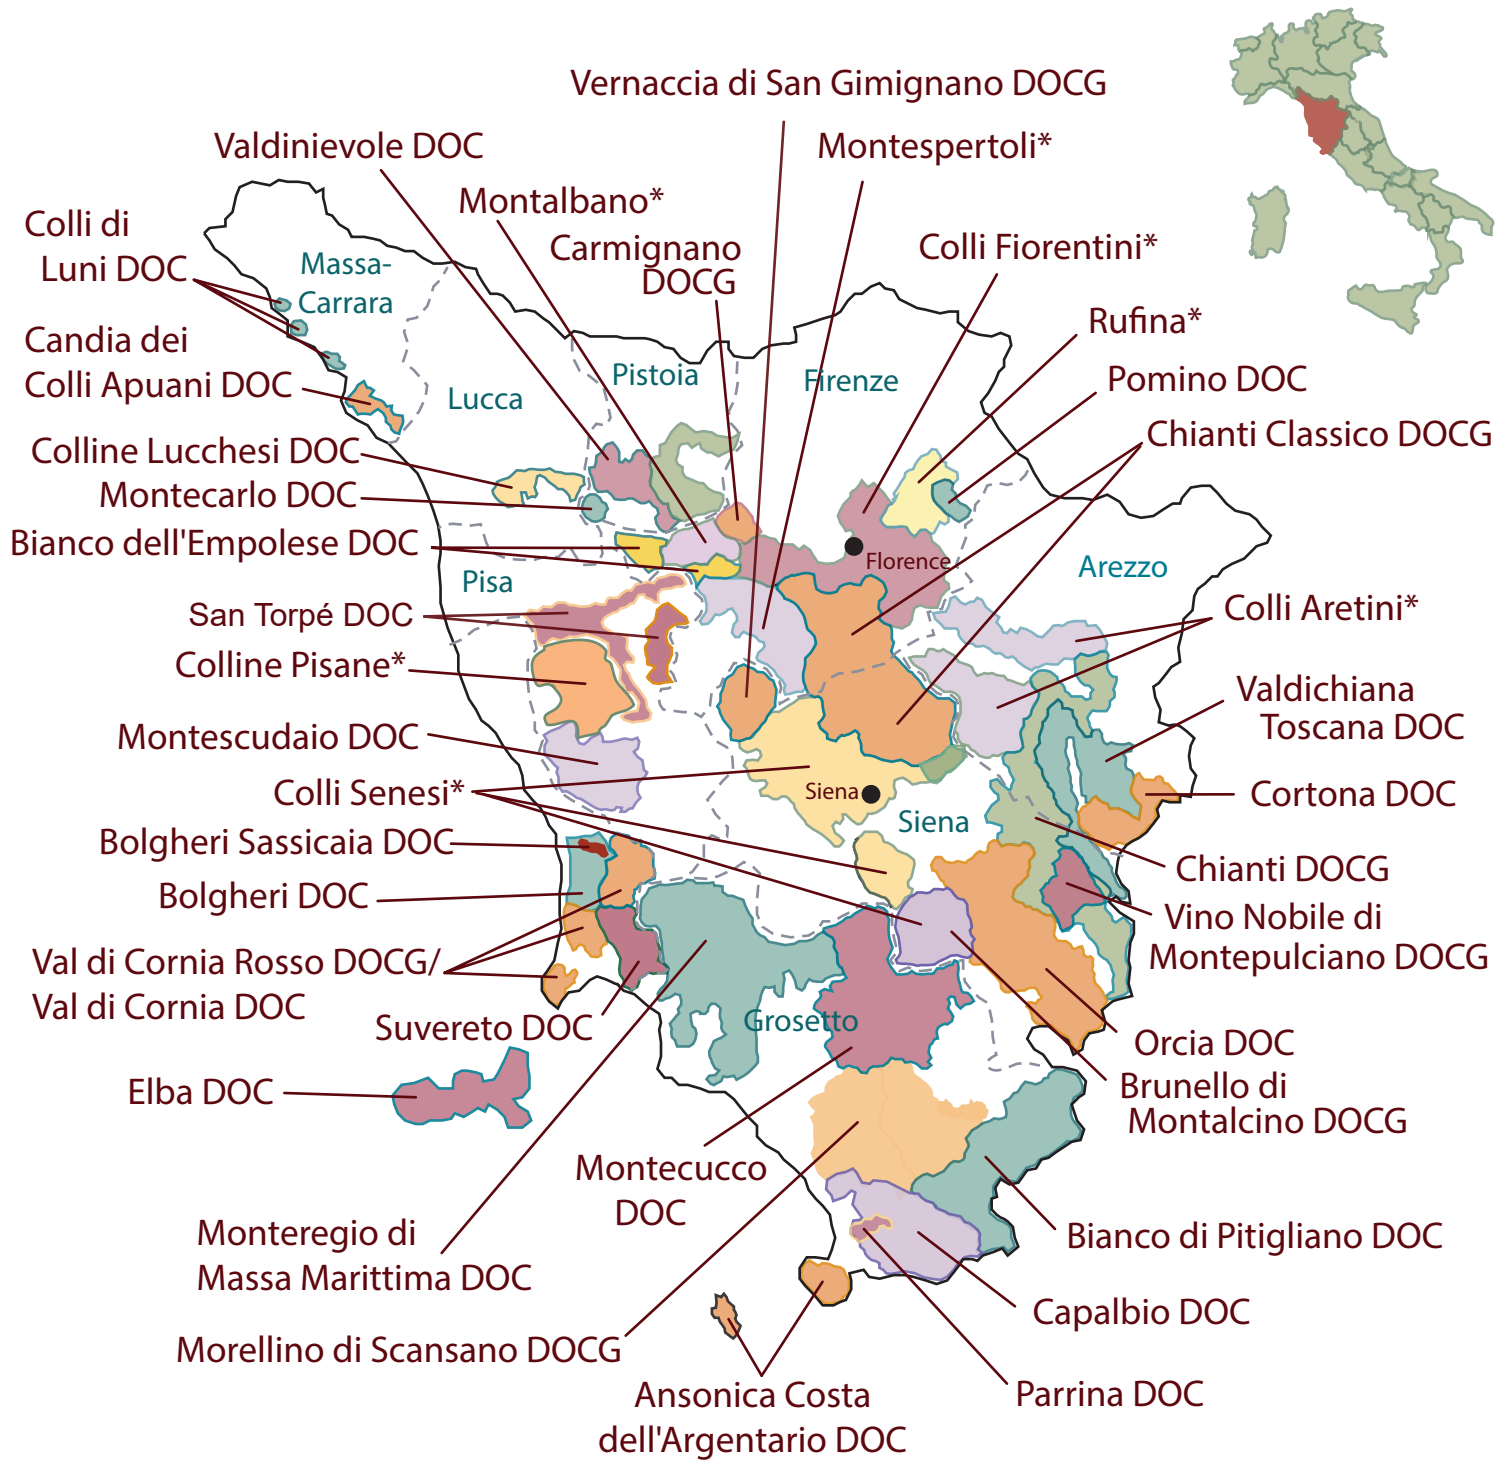 Vernaccia di San Gimignano DOCG
Valdinievole DOC
Montespertoli*
Montalbano*
Colli di
Luni DOC
Carmignano
DOCG
Colli Fiorentini*
Massa-
Carrara
Rufina*
Candia dei
Colli Apuani DOC
Pistoia
Firenze
Pomino DOC
Lucca
Chianti Classico DOCG
Colline Lucchesi DOC
Montecarlo DOC
Bianco dell'Empolese DOC
Florence
Arezzo
Pisa
San Torpé DOC
Colli Aretini*
Colline Pisane*
Valdichiana
Toscana DOC
Montescudaio DOC
Colli Senesi*
Siena
Cortona DOC
Siena
Bolgheri Sassicaia DOC
Chianti DOCG
Bolgheri DOC
Vino Nobile di
Montepulciano DOCG
Val di Cornia Rosso DOCG/
Val di Cornia DOC
Suvereto DOC
Grosseto
Orcia DOC
Elba DOC
Brunello di
Montalcino DOCG
Montecucco
DOC
Monteregio di
Massa Marittima DOC
Bianco di Pitigliano DOC
Capalbio DOC
Morellino di Scansano DOCG
Parrina DOC
Ansonica Costa
dell'Argentario DOC